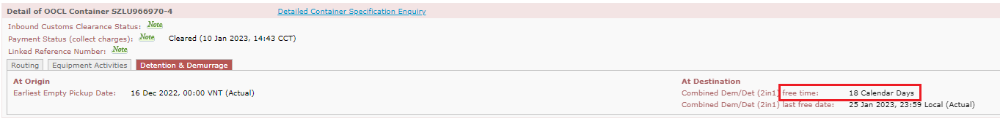 Detail of OOCL Container SZLU966970-4 Detailed Container Specification Enquiry
Inbound Customs Clearance Status: Note
Payment Status (collect charges): Note Cleared (10 Jan 2023, 14:43 CCT)
Linked Reference Number: Note
Routing Equipment Activities Detention & Demurrage
At Origin At Destination
Earliest Empty Pickup Date: 16 Dec 2022, 00:00 VNT (Actual) Combined Dem/Det (2in1) free time: 18 Calendar Days
Combined Dem/Det (2in1) last free date: 25 Jan 2023, 23:59 Local (Actual)